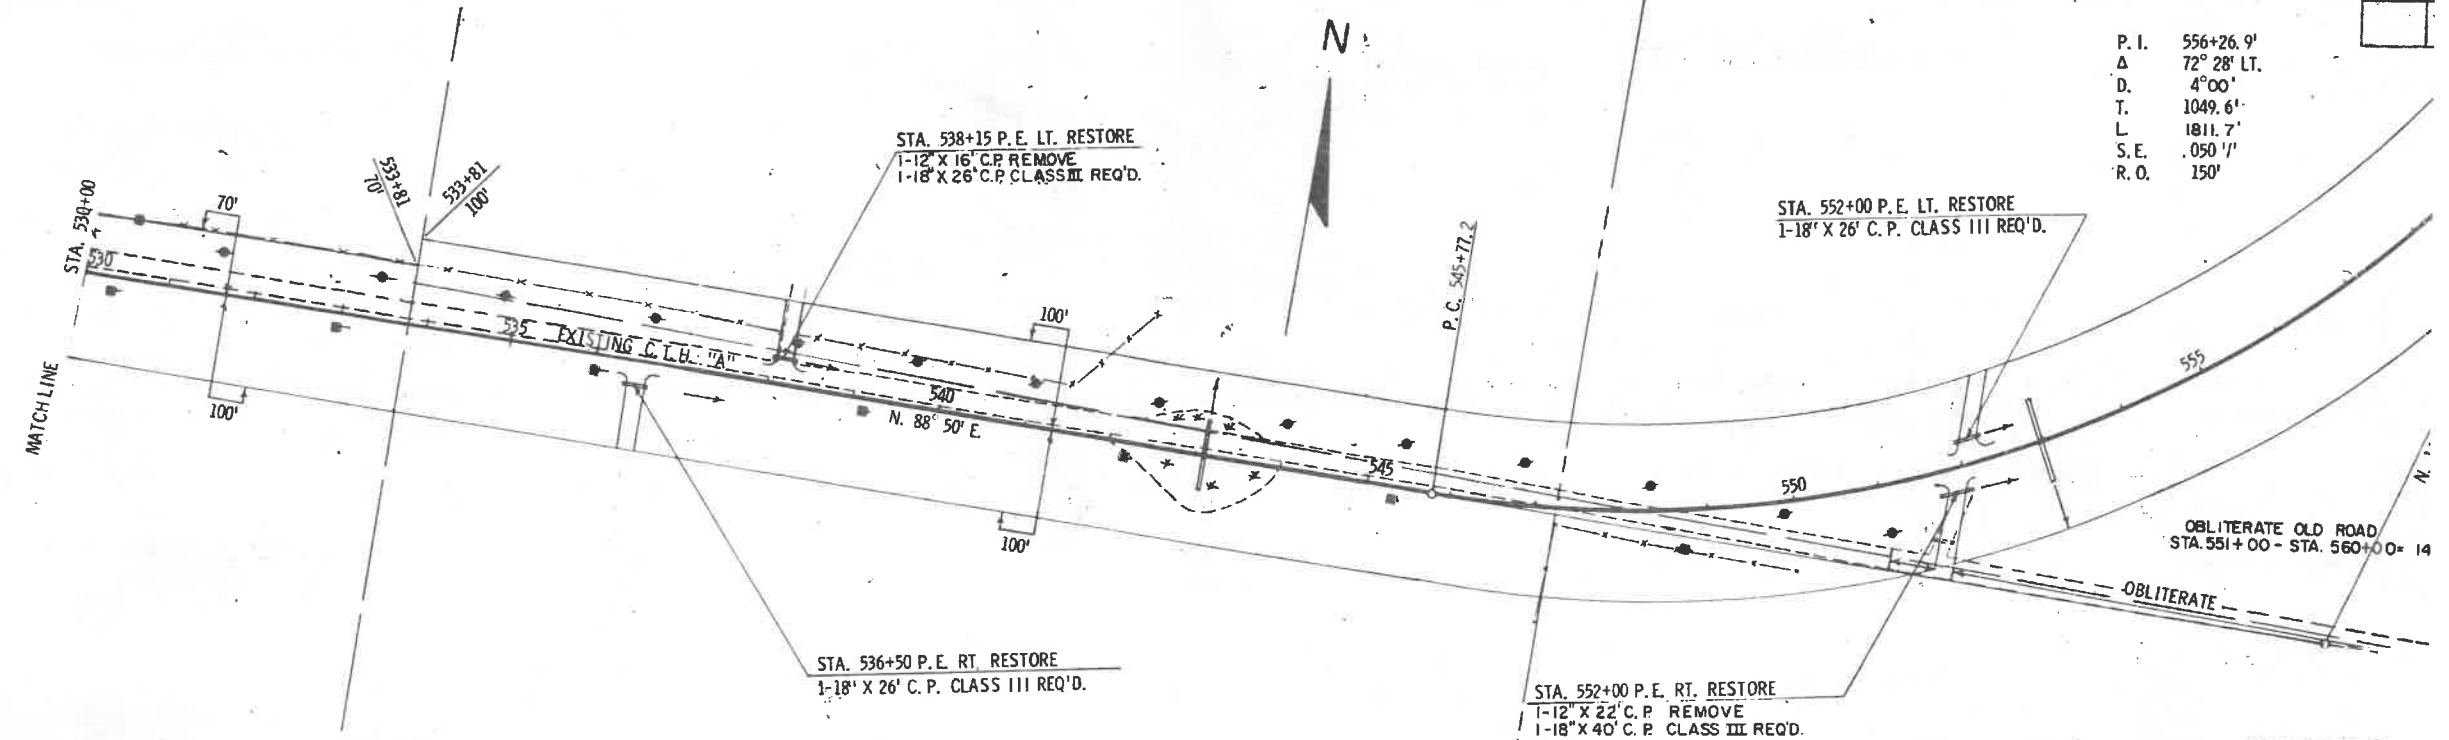 N
P. I. 556+26.9'
Δ 72° 28' LT.
D. 4°00'
T. 1049.6'
L 1811.7'
S. E. .050 '/'
R. O. 150'
STA. 538+15 P. E. LT. RESTORE
1-12" X 16' C.P. REMOVE
1-18" X 26' C.P. CLASS III REQ'D.
STA. 552+00 P. E. LT. RESTORE
1-18" X 26' C. P. CLASS III REQ'D.
533+81
70'
533+81
100'
STA. 530+00
70'
530
535
EXISTING C. T. H. "A"
100'
540
N. 88° 50' E.
P. C. 545+77.2
545
550
555
MATCH LINE
100'
100'
OBLITERATE OLD ROAD
STA. 551+00 - STA. 560+00= 14
N.
OBLITERATE
STA. 536+50 P. E. RT. RESTORE
1-18" X 26' C. P. CLASS III REQ'D.
STA. 552+00 P. E. RT. RESTORE
1-12" X 22' C. P. REMOVE
1-18" X 40' C. P. CLASS III REQ'D.